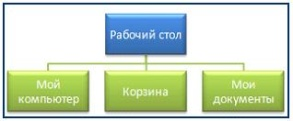 Рабочий стол
Мой
компьютер
Корзина
Мои
документы